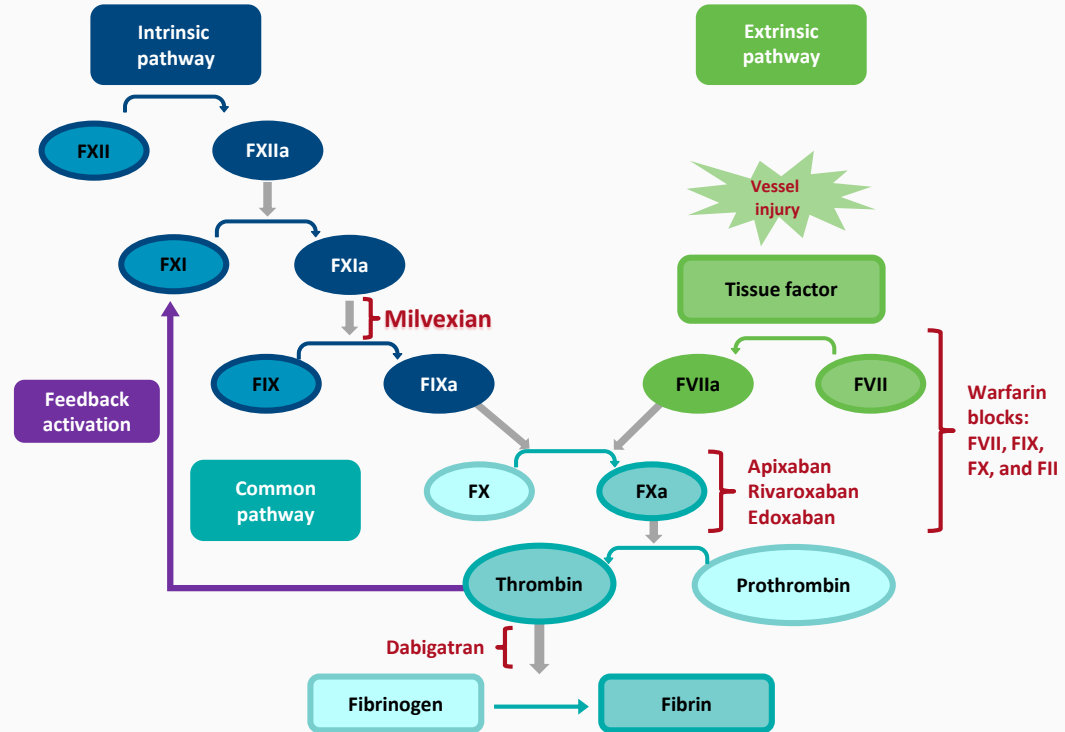 Intrinsic
pathway
Extrinsic
pathway
FXII
FXIIa
Vessel
injury
FXI
FXIa
Tissue factor
Milvexian
FIX
FIXa
FVIIa
FVII
Feedback
activation
Warfarin
blocks:
FVII, FIX,
FX, and FII
Common
pathway
FX
FXa
Apixaban
Rivaroxaban
Edoxaban
Thrombin
Prothrombin
Dabigatran
Fibrinogen
Fibrin